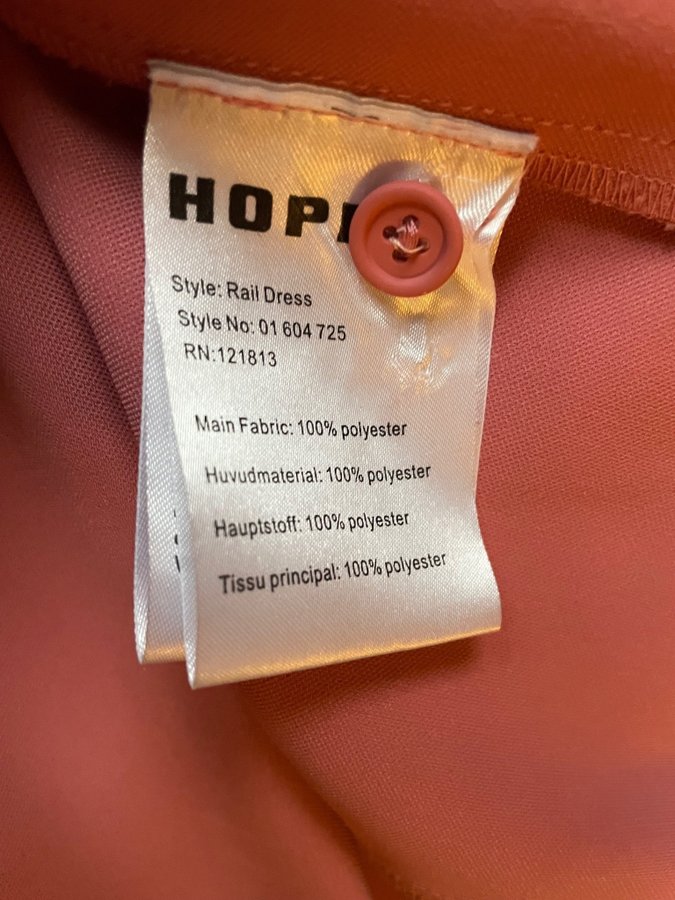 HOP
Style: Rail Dress
Style No: 01 604 725
RN:121813
Main Fabric: 100% polyester
Huvudmaterial: 100% polyester
Hauptstoff: 100% polyester
Tissu principal: 100% polyester